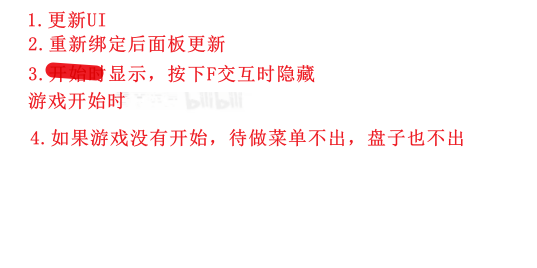 1.更新UI
2.重新绑定后面板更新
3.开始时显示，按下F交互时隐藏
游戏开始时
4.如果游戏没有开始，待做菜单不出，盘子也不出